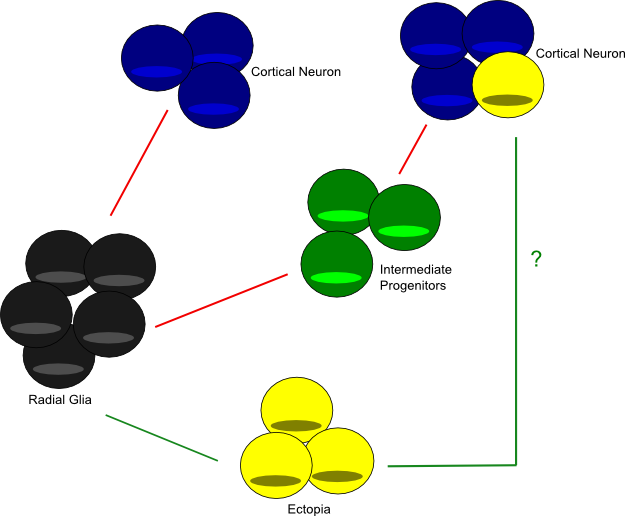 Cortical Neuron
Cortical Neuron
?
Intermediate
Progenitors
Radial Glia
Ectopia